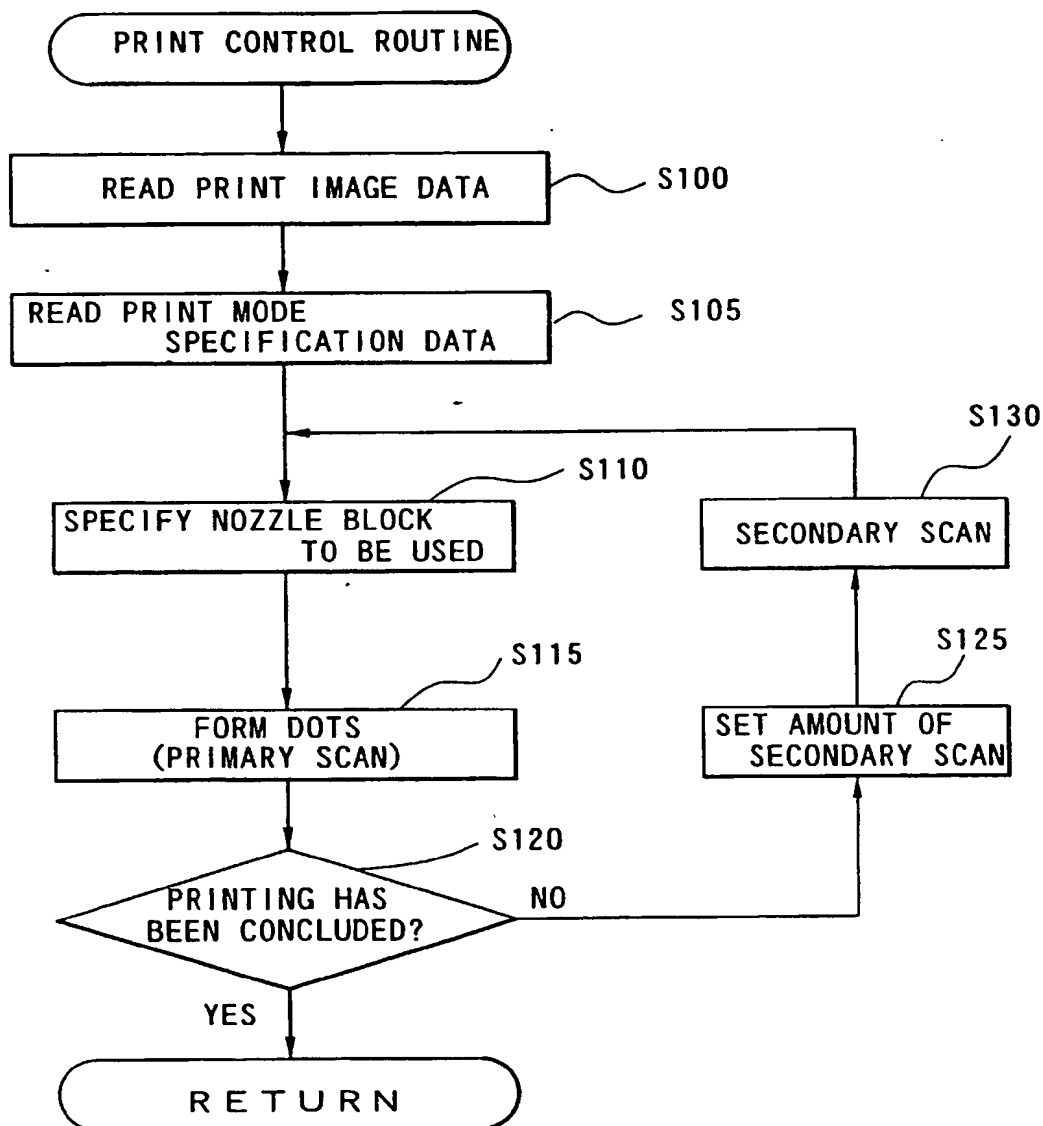 PRINT CONTROL ROUTINE
READ PRINT IMAGE DATA
S100
READ PRINT MODE
SPECIFICATION DATA
S105
S130
S110
SPECIFY NOZZLE BLOCK
TO BE USED
SECONDARY SCAN
S115
S125
FORM DOTS
(PRIMARY SCAN)
SET AMOUNT OF
SECONDARY SCAN
S120
PRINTING HAS
BEEN CONCLUDED?
NO
YES
RETURN